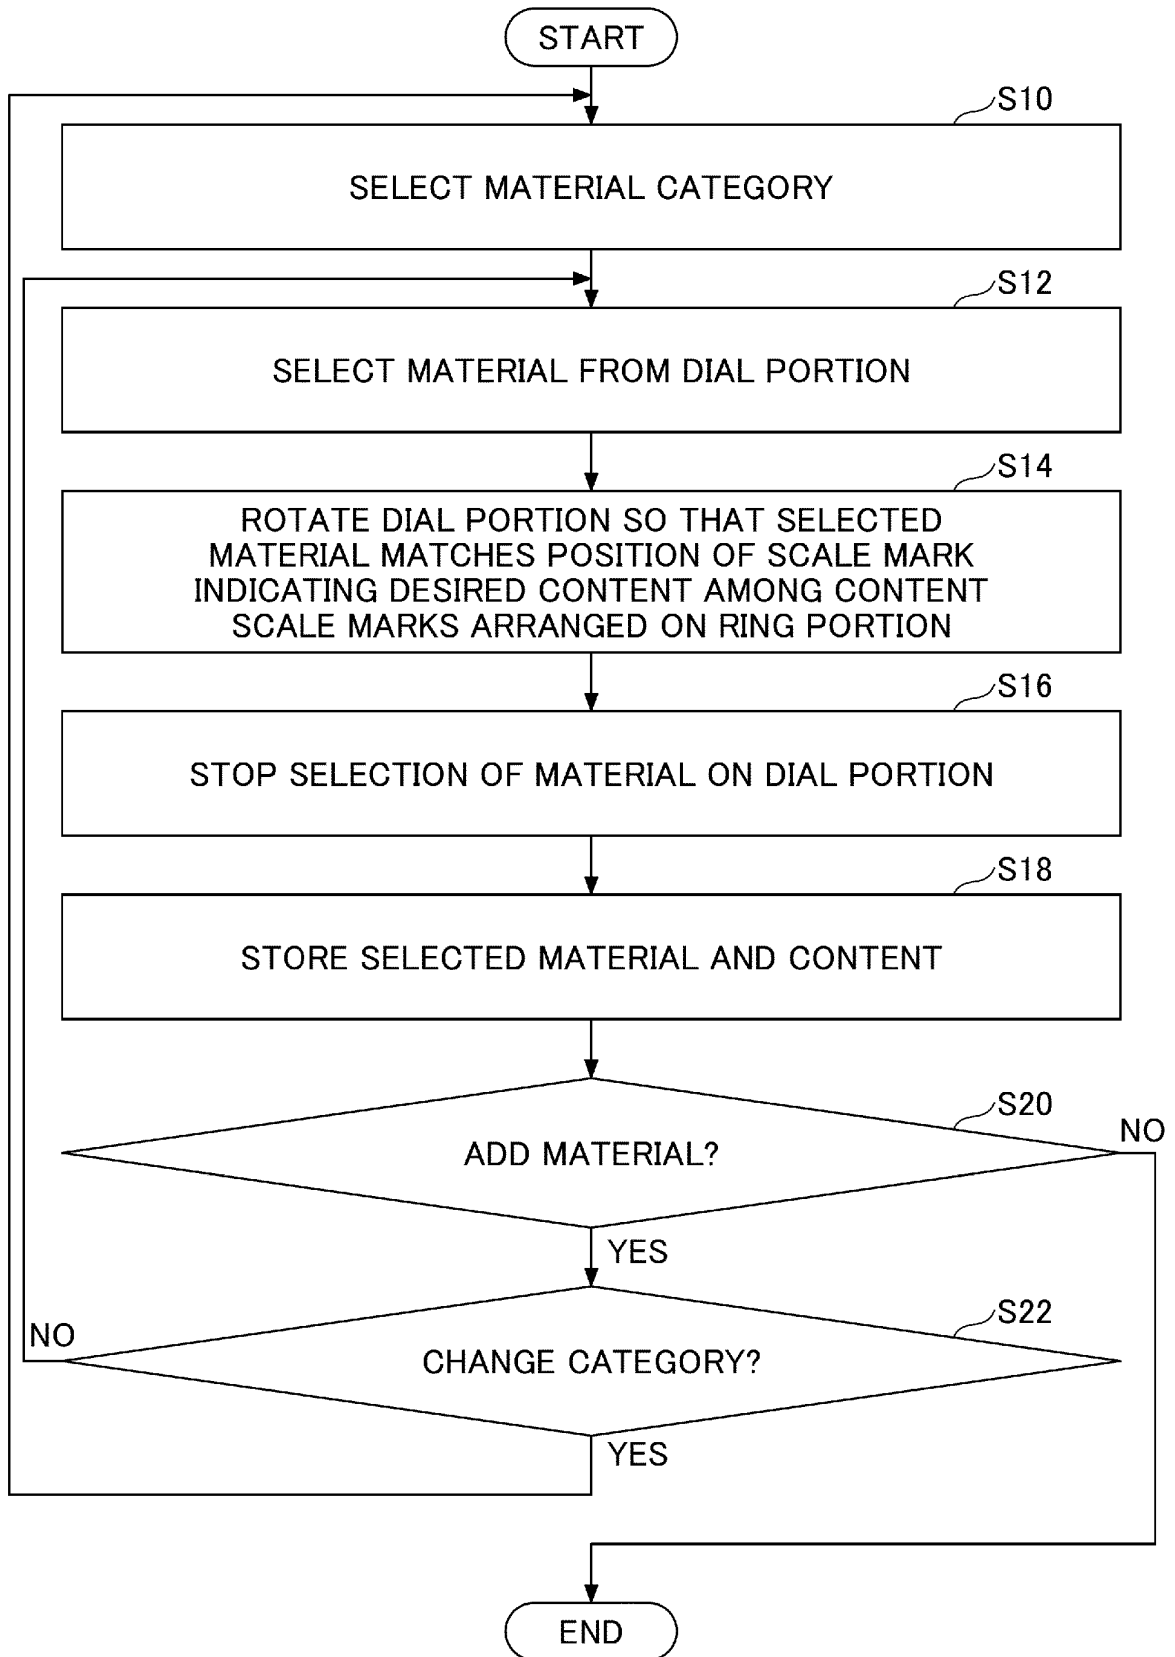 START
S10
SELECT MATERIAL CATEGORY
S12
SELECT MATERIAL FROM DIAL PORTION
S14
ROTATE DIAL PORTION SO THAT SELECTED
MATERIAL MATCHES POSITION OF SCALE MARK
INDICATING DESIRED CONTENT AMONG CONTENT
SCALE MARKS ARRANGED ON RING PORTION
S16
STOP SELECTION OF MATERIAL ON DIAL PORTION
S18
STORE SELECTED MATERIAL AND CONTENT
S20
NO
ADD MATERIAL?
YES
S22
NO
CHANGE CATEGORY?
YES
END